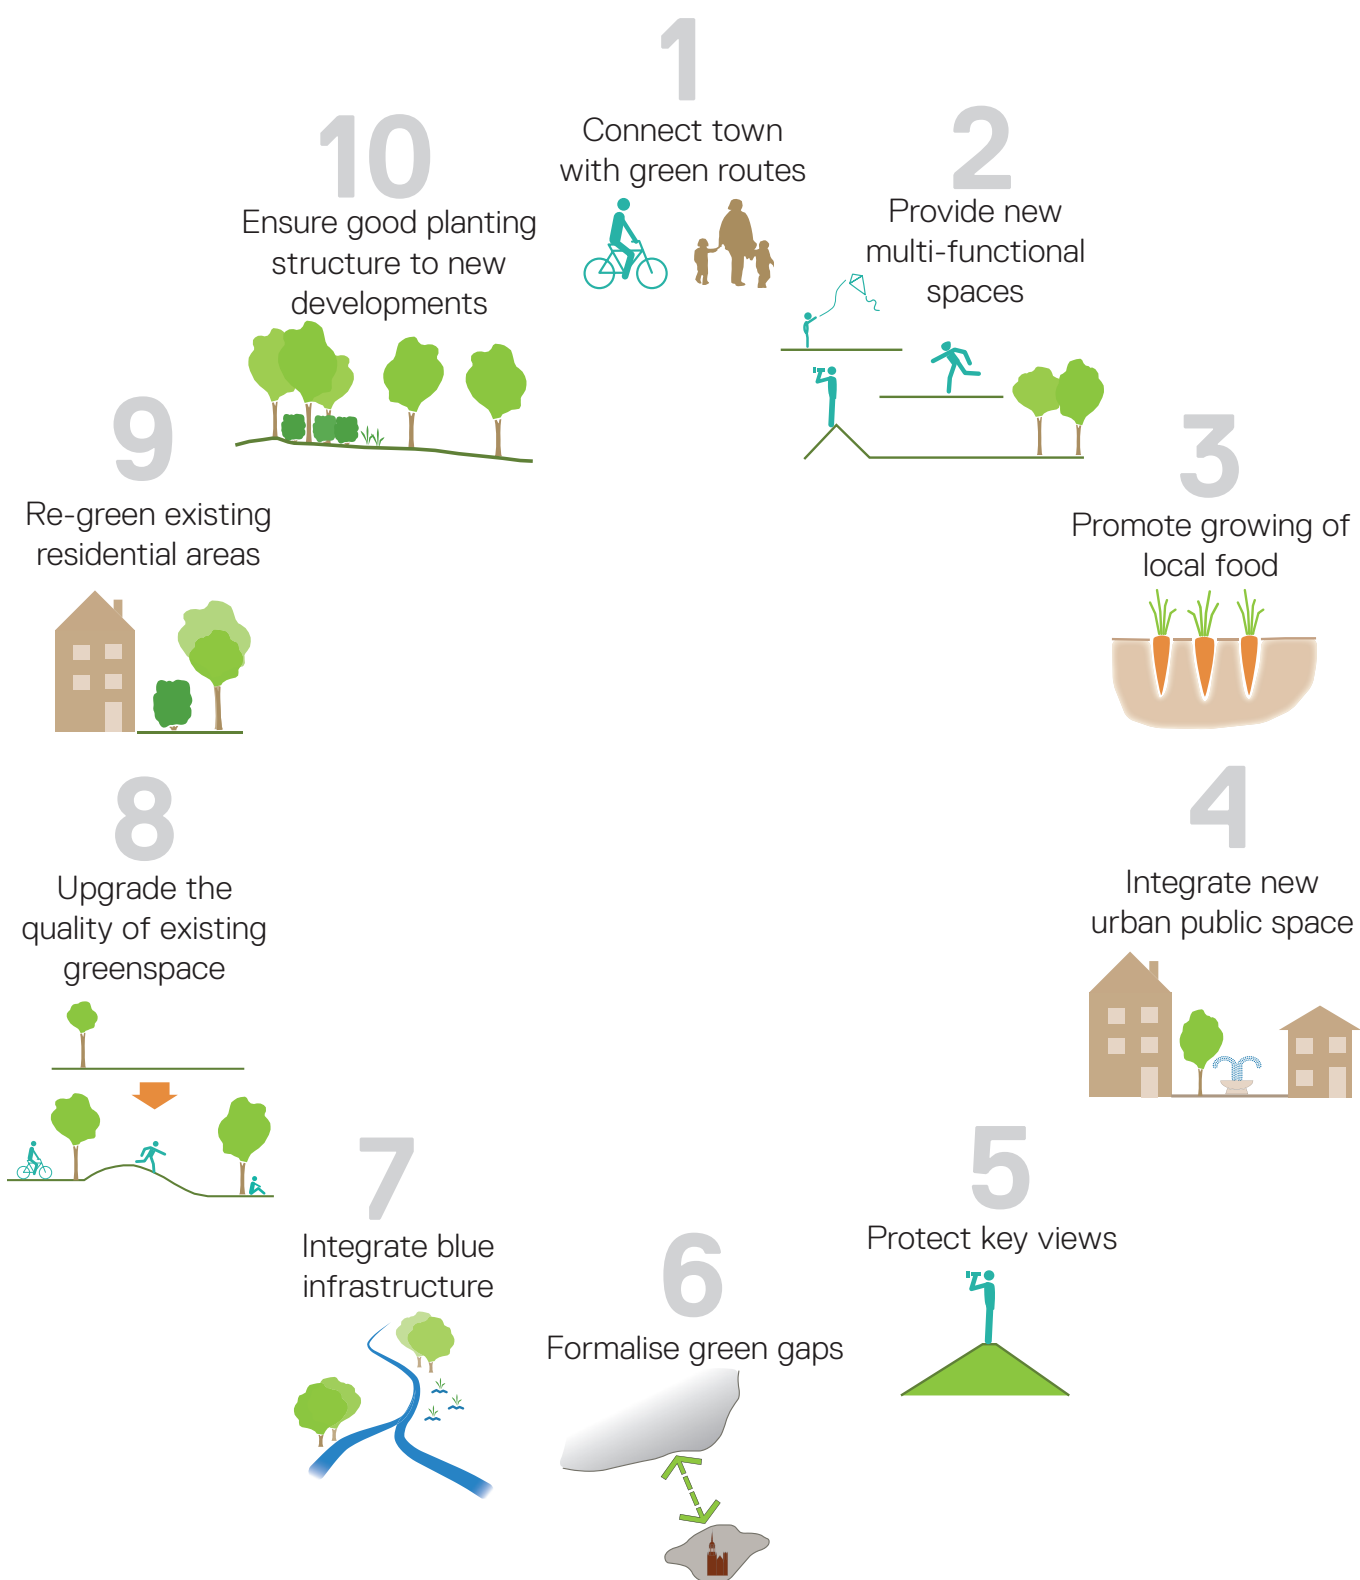 1
Connect town
with green routes
2
Provide new
multi-functional
spaces
3
Promote growing of
local food
4
Integrate new
urban public space
5
Protect key views
6
Formalise green gaps
7
Integrate blue
infrastructure
8
Upgrade the
quality of existing
greenspace
9
Re-green existing
residential areas
10
Ensure good planting
structure to new
developments